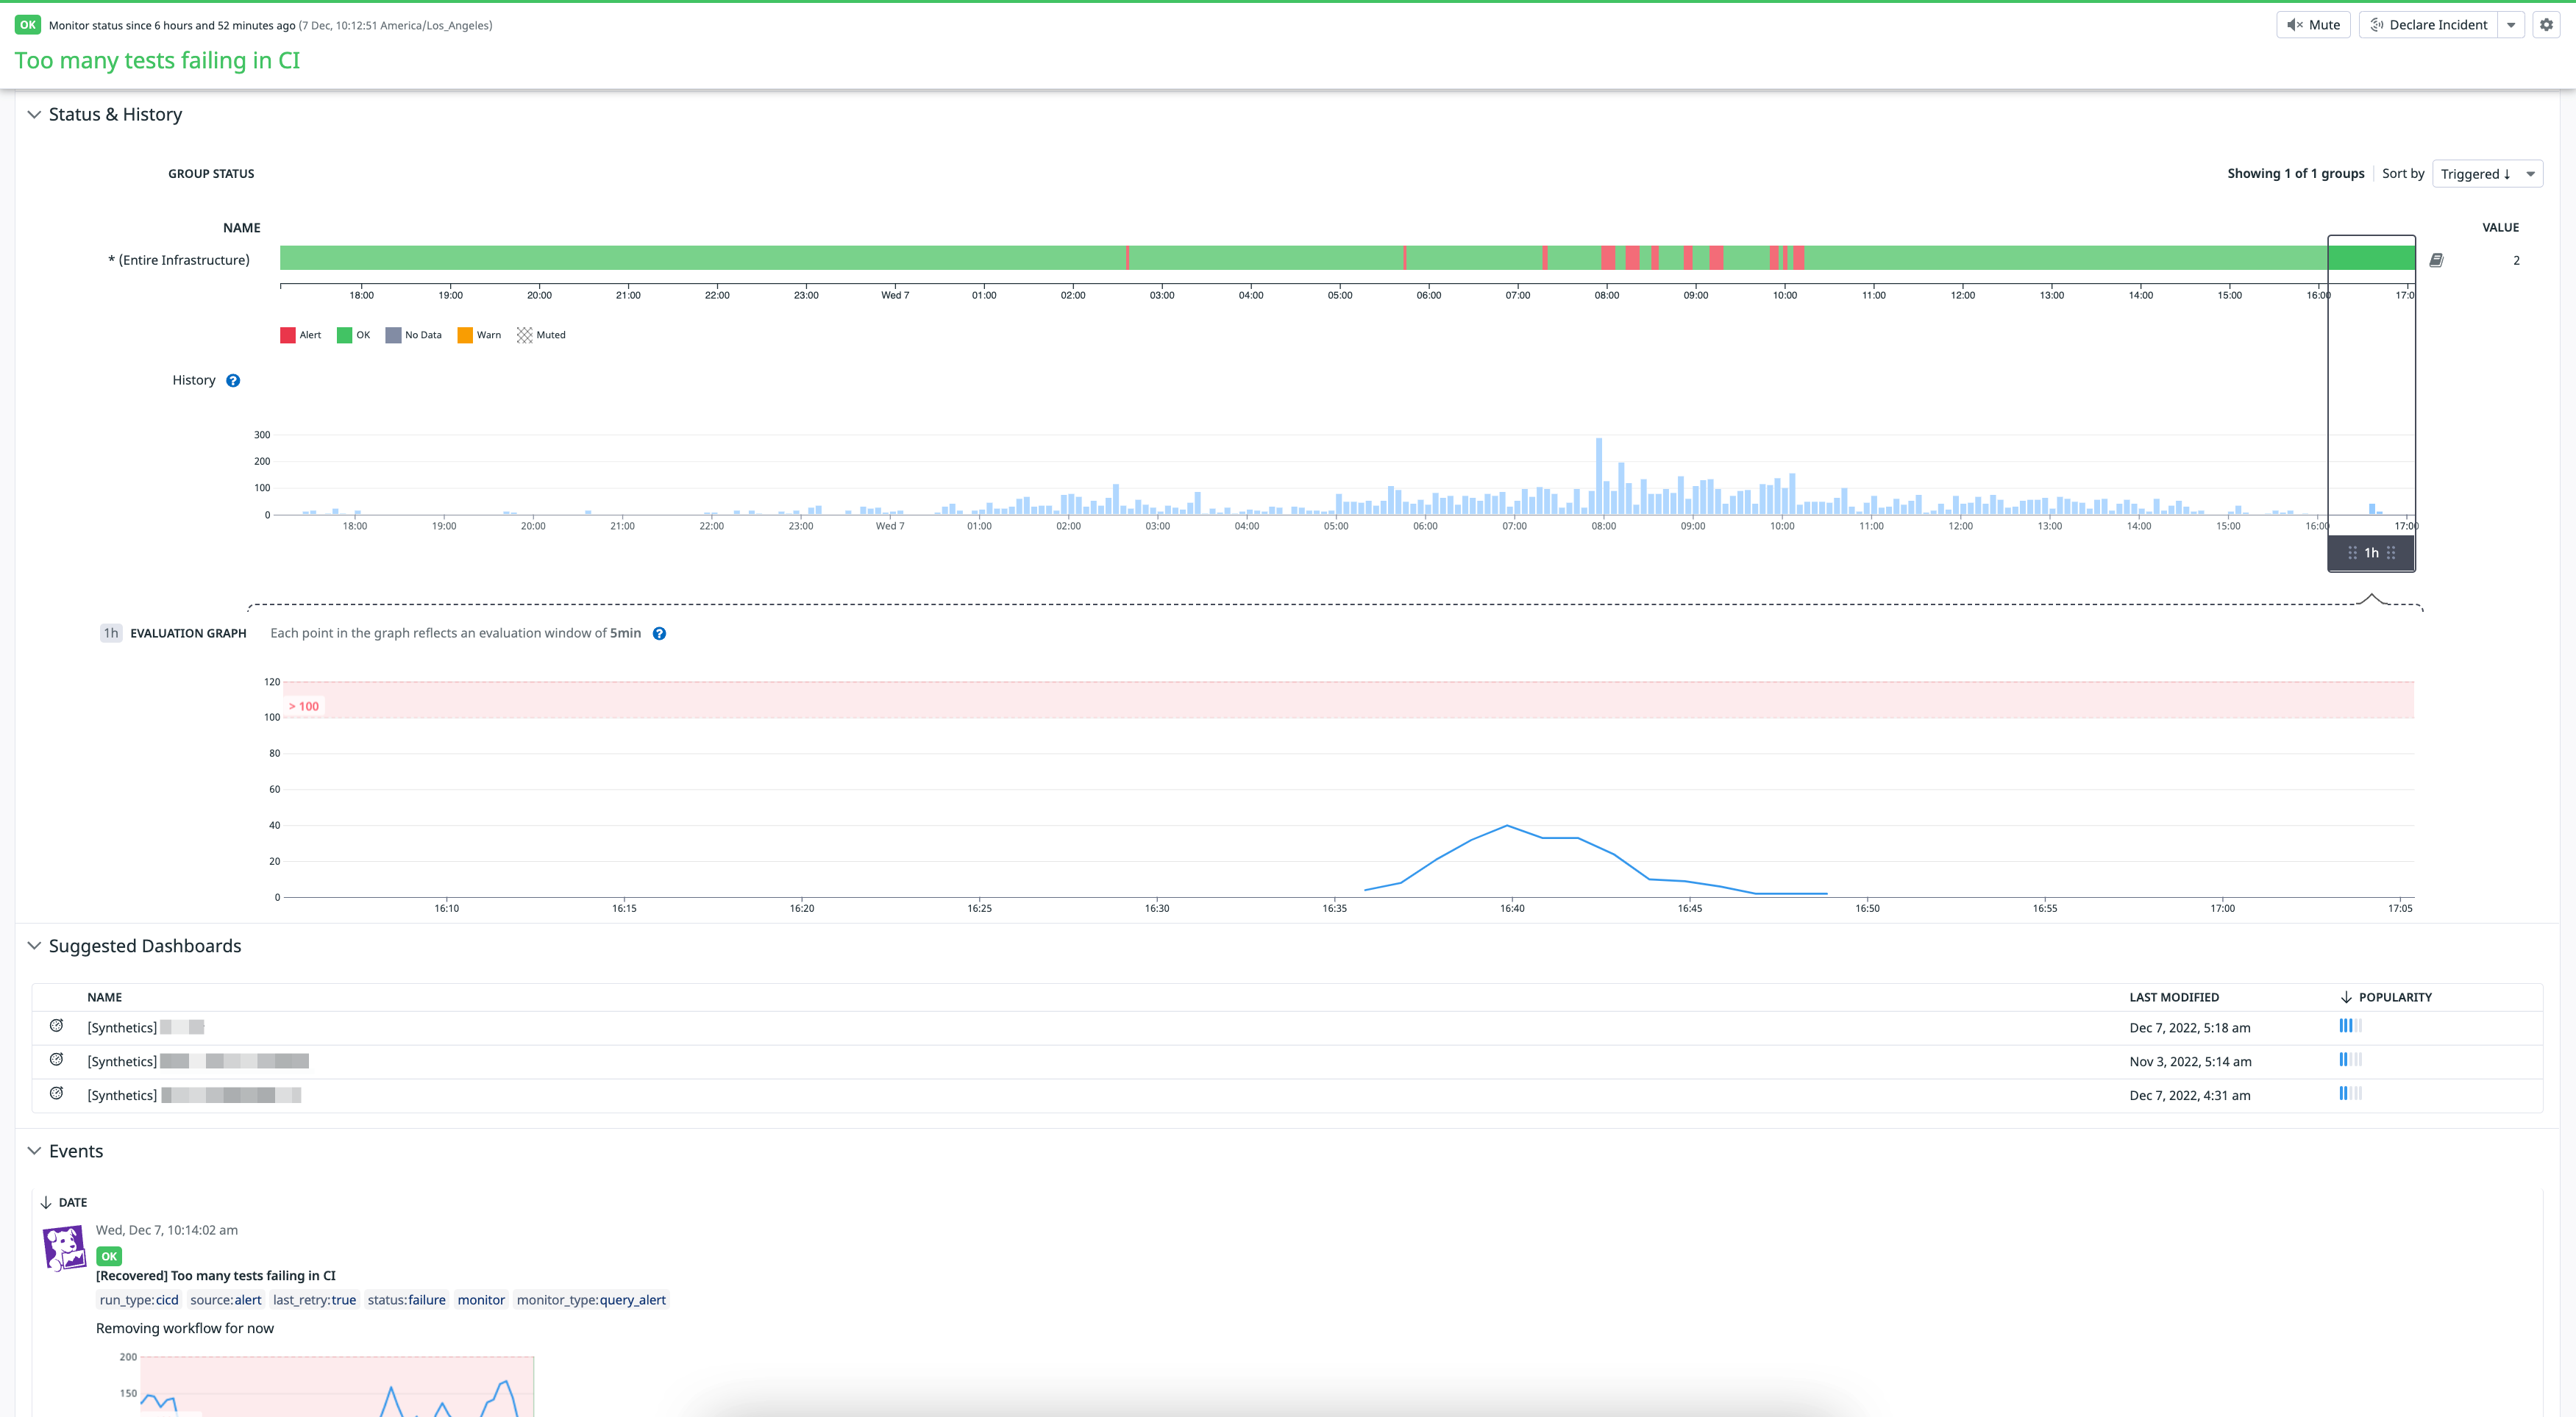 OK Monitor status since 6 hours and 52 minutes ago (7 Dec, 10:12:51 America/Los_Angeles)
Mute Declare Incident
Too many tests failing in CI
Status & History
GROUP STATUS
Showing 1 of 1 groups Sort by Triggered ↓
NAME VALUE
* (Entire Infrastructure) 2
18:00 19:00 20:00 21:00 22:00 23:00 Wed 7 01:00 02:00 03:00 04:00 05:00 06:00 07:00 08:00 09:00 10:00 11:00 12:00 13:00 14:00 15:00 16:00 17:0
Alert OK No Data Warn Muted
History ?
300
200
100
0
18:00 19:00 20:00 21:00 22:00 23:00 Wed 7 01:00 02:00 03:00 04:00 05:00 06:00 07:00 08:00 09:00 10:00 11:00 12:00 13:00 14:00 15:00 16:00 17:00
1h
1h EVALUATION GRAPH Each point in the graph reflects an evaluation window of 5min ?
120
> 100
100
80
60
40
20
0
16:10 16:15 16:20 16:25 16:30 16:35 16:40 16:45 16:50 16:55 17:00 17:05
Suggested Dashboards
NAME LAST MODIFIED ↓ POPULARITY
[Synthetics] Dec 7, 2022, 5:18 am
[Synthetics] Nov 3, 2022, 5:14 am
[Synthetics] Dec 7, 2022, 4:31 am
Events
↓ DATE
Wed, Dec 7, 10:14:02 am
OK
[Recovered] Too many tests failing in CI
run_type:cicd source:alert last_retry:true status:failure monitor monitor_type:query_alert
Removing workflow for now
200
150